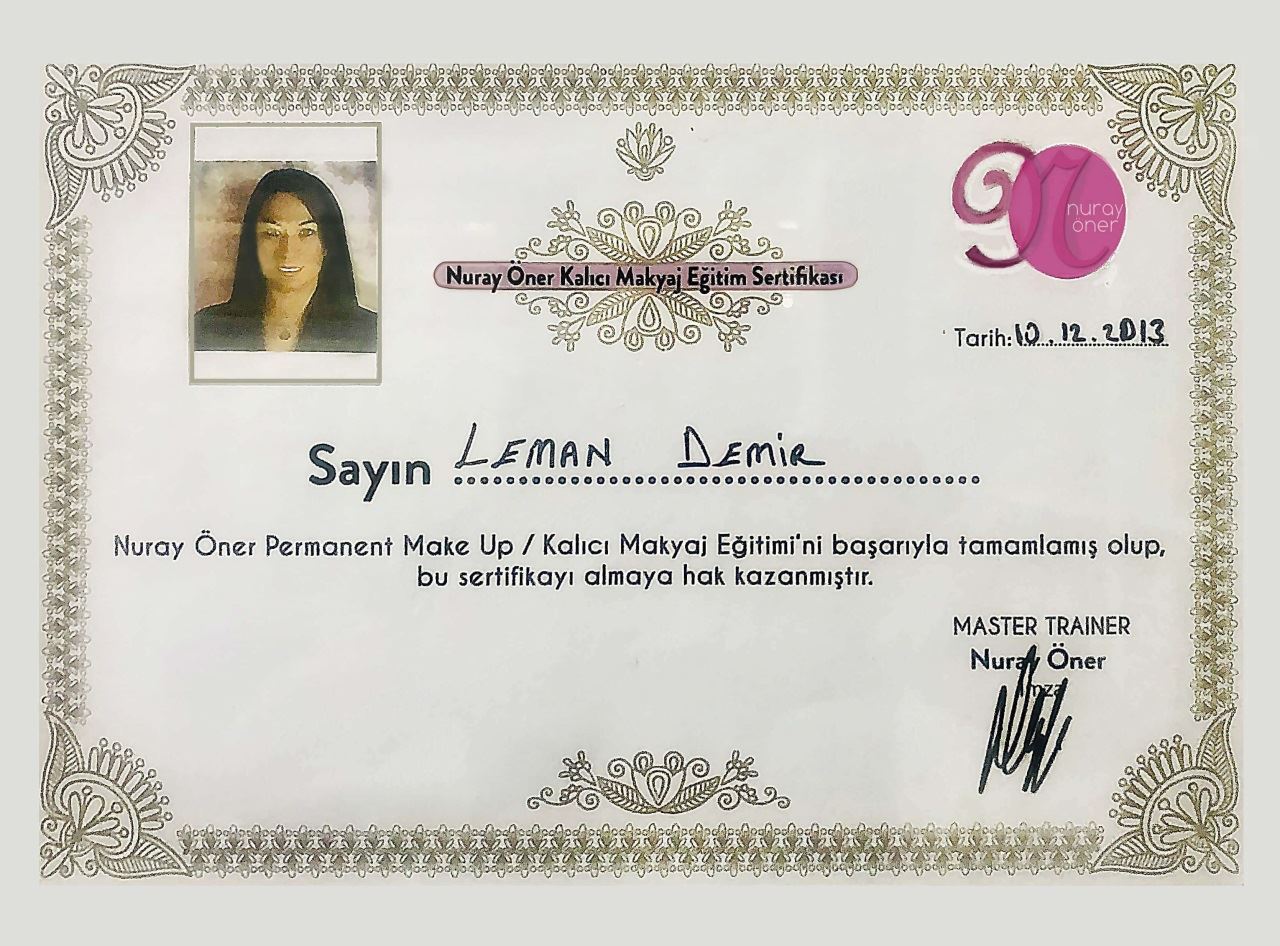 Nuray Öner Kalıcı Makyaj Eğitim Sertifikası
nuray
öner
Tarih: 10.12.2013
Sayın LEMAN DEMİR
Nuray Öner Permanent Make Up / Kalıcı Makyaj Eğitimi'ni başarıyla tamamlamış olup,
bu sertifikayı almaya hak kazanmıştır.
MASTER TRAINER
Nuray Öner
İmza